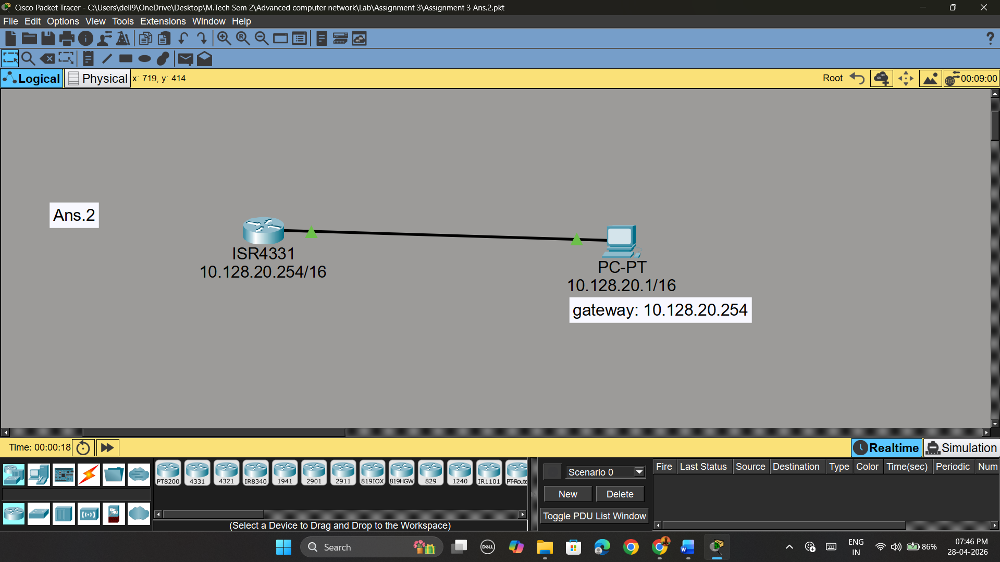 Cisco Packet Tracer - C:\Users\dell9\OneDrive\Desktop\M.Tech Sem 2\Advanced computer network\Lab\Assignment 3\Assignment 3 Ans.2.pkt
File Edit Options View Tools Extensions Window Help
?
Logical Physical x: 719, y: 414 Root 00:09:00
Ans.2
ISR4331
10.128.20.254/16
PC-PT
10.128.20.1/16
gateway: 10.128.20.254
Time: 00:00:18 Realtime Simulation
PT8200 4331 4321 IR8340 1941 2901 2911 819IOX 819HGW 829 1240 IR1101 PT-Route
(Select a Device to Drag and Drop to the Workspace)
Scenario 0
New Delete
Toggle PDU List Window
Fire Last Status Source Destination Type Color Time(sec) Periodic Num
Search
DELL
W
ENG
IN
86%
07:46 PM
28-04-2026